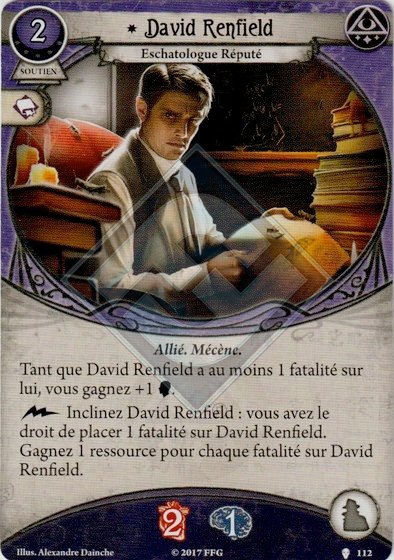 2
SOUTIEN
David Renfield
Eschatologue Réputé
Allié. Mécène.
Tant que David Renfield a au moins 1 fatalité sur
lui, vous gagnez +1 .
Inclinez David Renfield : vous avez le
droit de placer 1 fatalité sur David Renfield.
Gagnez 1 ressource pour chaque fatalité sur David
Renfield.
2 1
Illus. Alexandre Dainche © 2017 FFG 112